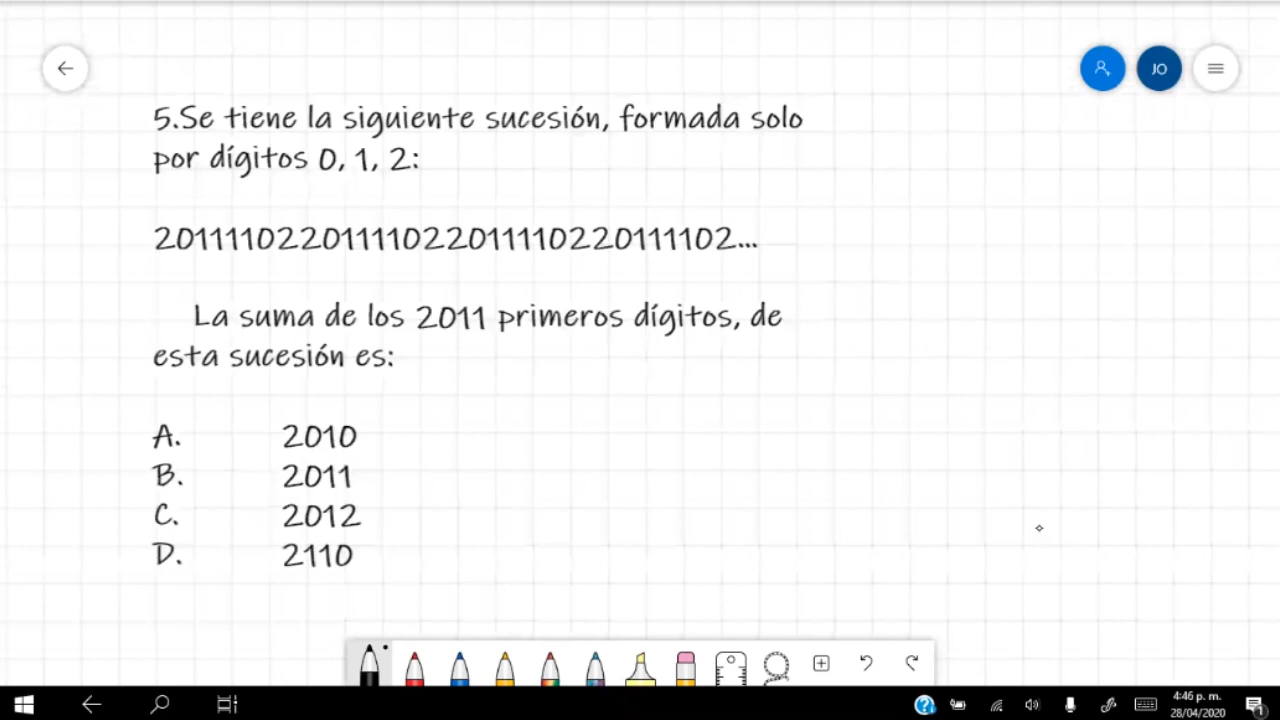 JO
5.Se tiene la siguiente sucesión, formada solo
por dígitos 0, 1, 2:
20111102201111022011110220111102...
La suma de los 2011 primeros dígitos, de
esta sucesión es:
A. 2010
B. 2011
C. 2012
D. 2110
4:46 p. m.
28/04/2020
1